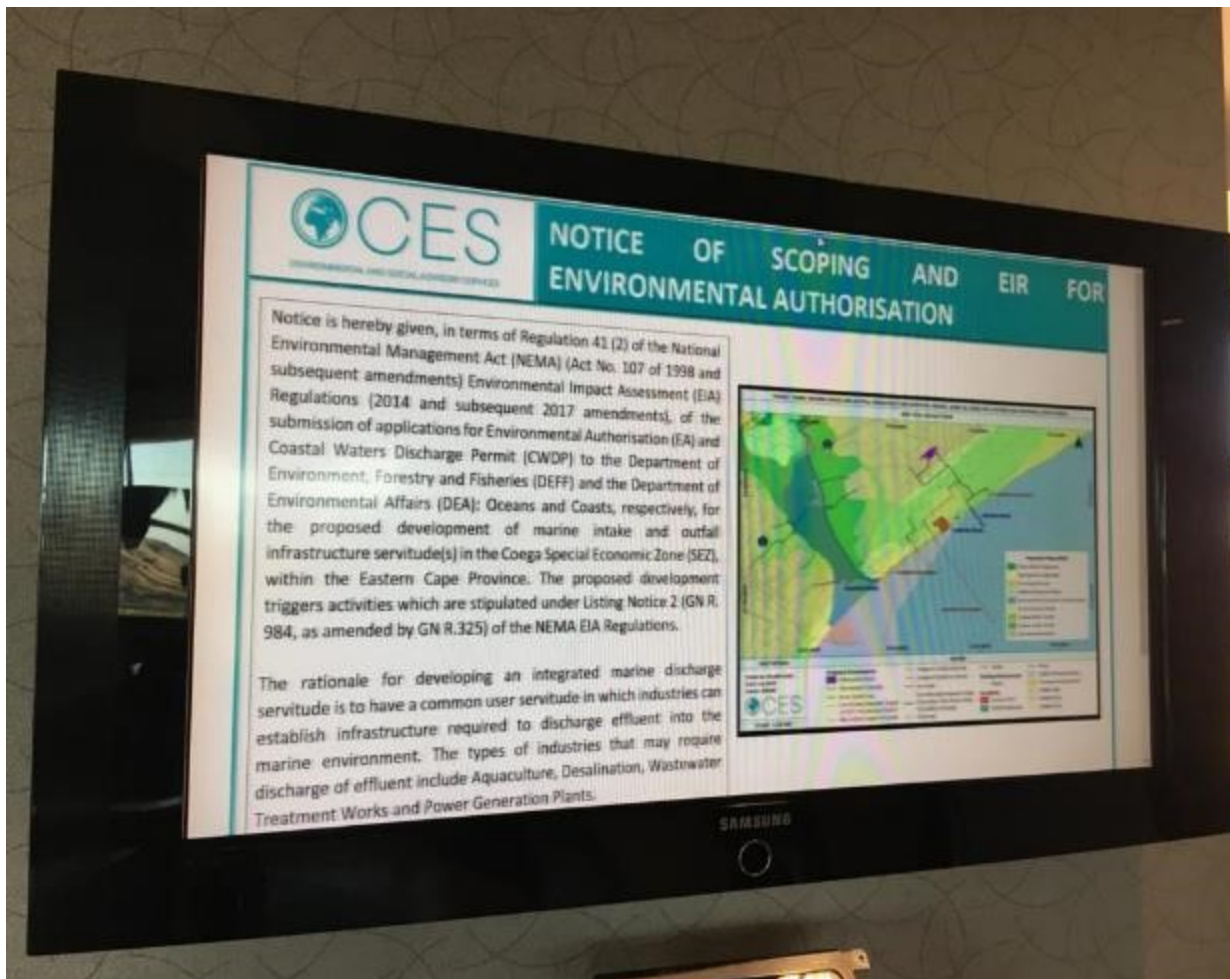 CES
ENVIRONMENTAL AND SOCIAL ADVISORY SERVICES
NOTICE OF SCOPING AND EIR FOR
ENVIRONMENTAL AUTHORISATION
Notice is hereby given, in terms of Regulation 41 (2) of the National
Environmental Management Act (NEMA) (Act No. 107 of 1998 and
subsequent amendments) Environmental Impact Assessment (EIA)
Regulations (2014 and subsequent 2017 amendments), of the
submission of applications for Environmental Authorisation (EA) and
Coastal Waters Discharge Permit (CWDP) to the Department of
Environment, Forestry and Fisheries (DEFF) and the Department of
Environmental Affairs (DEA): Oceans and Coasts, respectively, for
the proposed development of marine intake and outfall
infrastructure servitude(s) in the Coega Special Economic Zone (SEZ),
within the Eastern Cape Province. The proposed development
triggers activities which are stipulated under Listing Notice 2 (GN R.
984, as amended by GN R.325) of the NEMA EIA Regulations.
The rationale for developing an integrated marine discharge
servitude is to have a common user servitude in which industries can
establish infrastructure required to discharge effluent into the
marine environment. The types of industries that may require
discharge of effluent include Aquaculture, Desalination, Wastewater
Treatment Works and Power Generation Plants.
CES
SAMSUNG